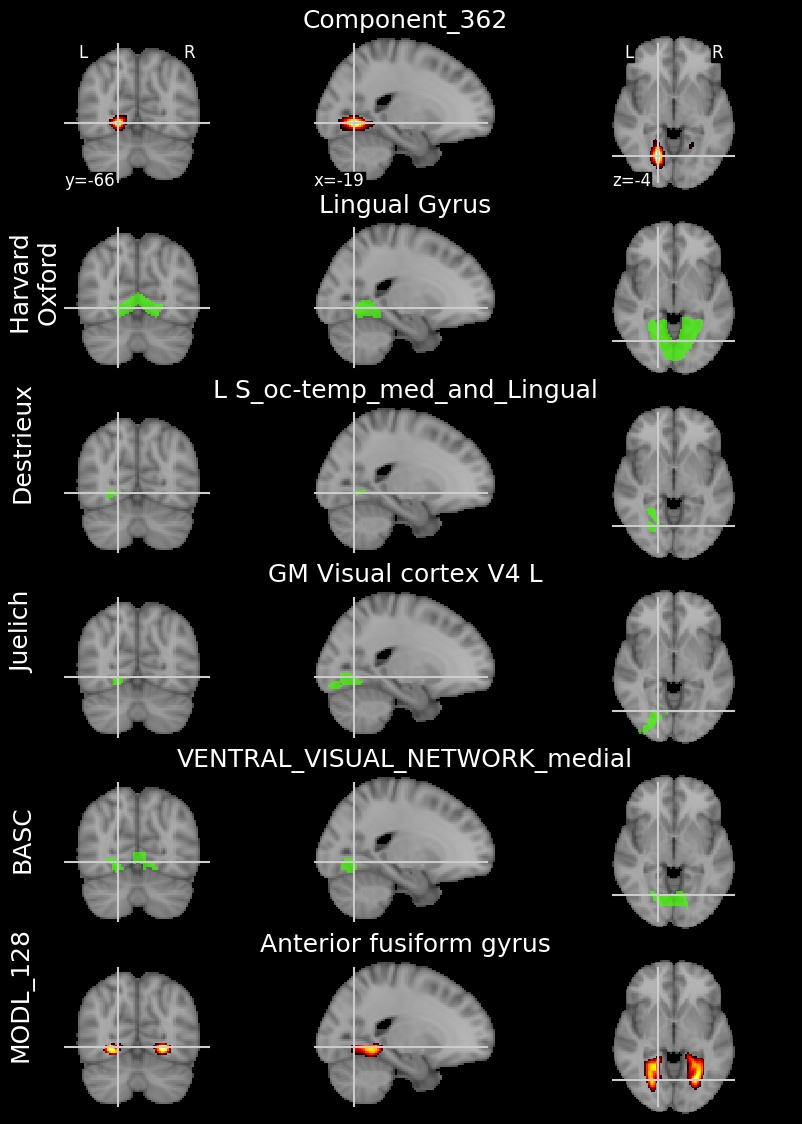 Component_362
L R
L R
y=-66
x=-19
z=-4
Harvard
Oxford
Lingual Gyrus
Destrieux
L S_oc-temp_med_and_Lingual
Juelich
GM Visual cortex V4 L
BASC
VENTRAL_VISUAL_NETWORK_medial
MODL_128
Anterior fusiform gyrus